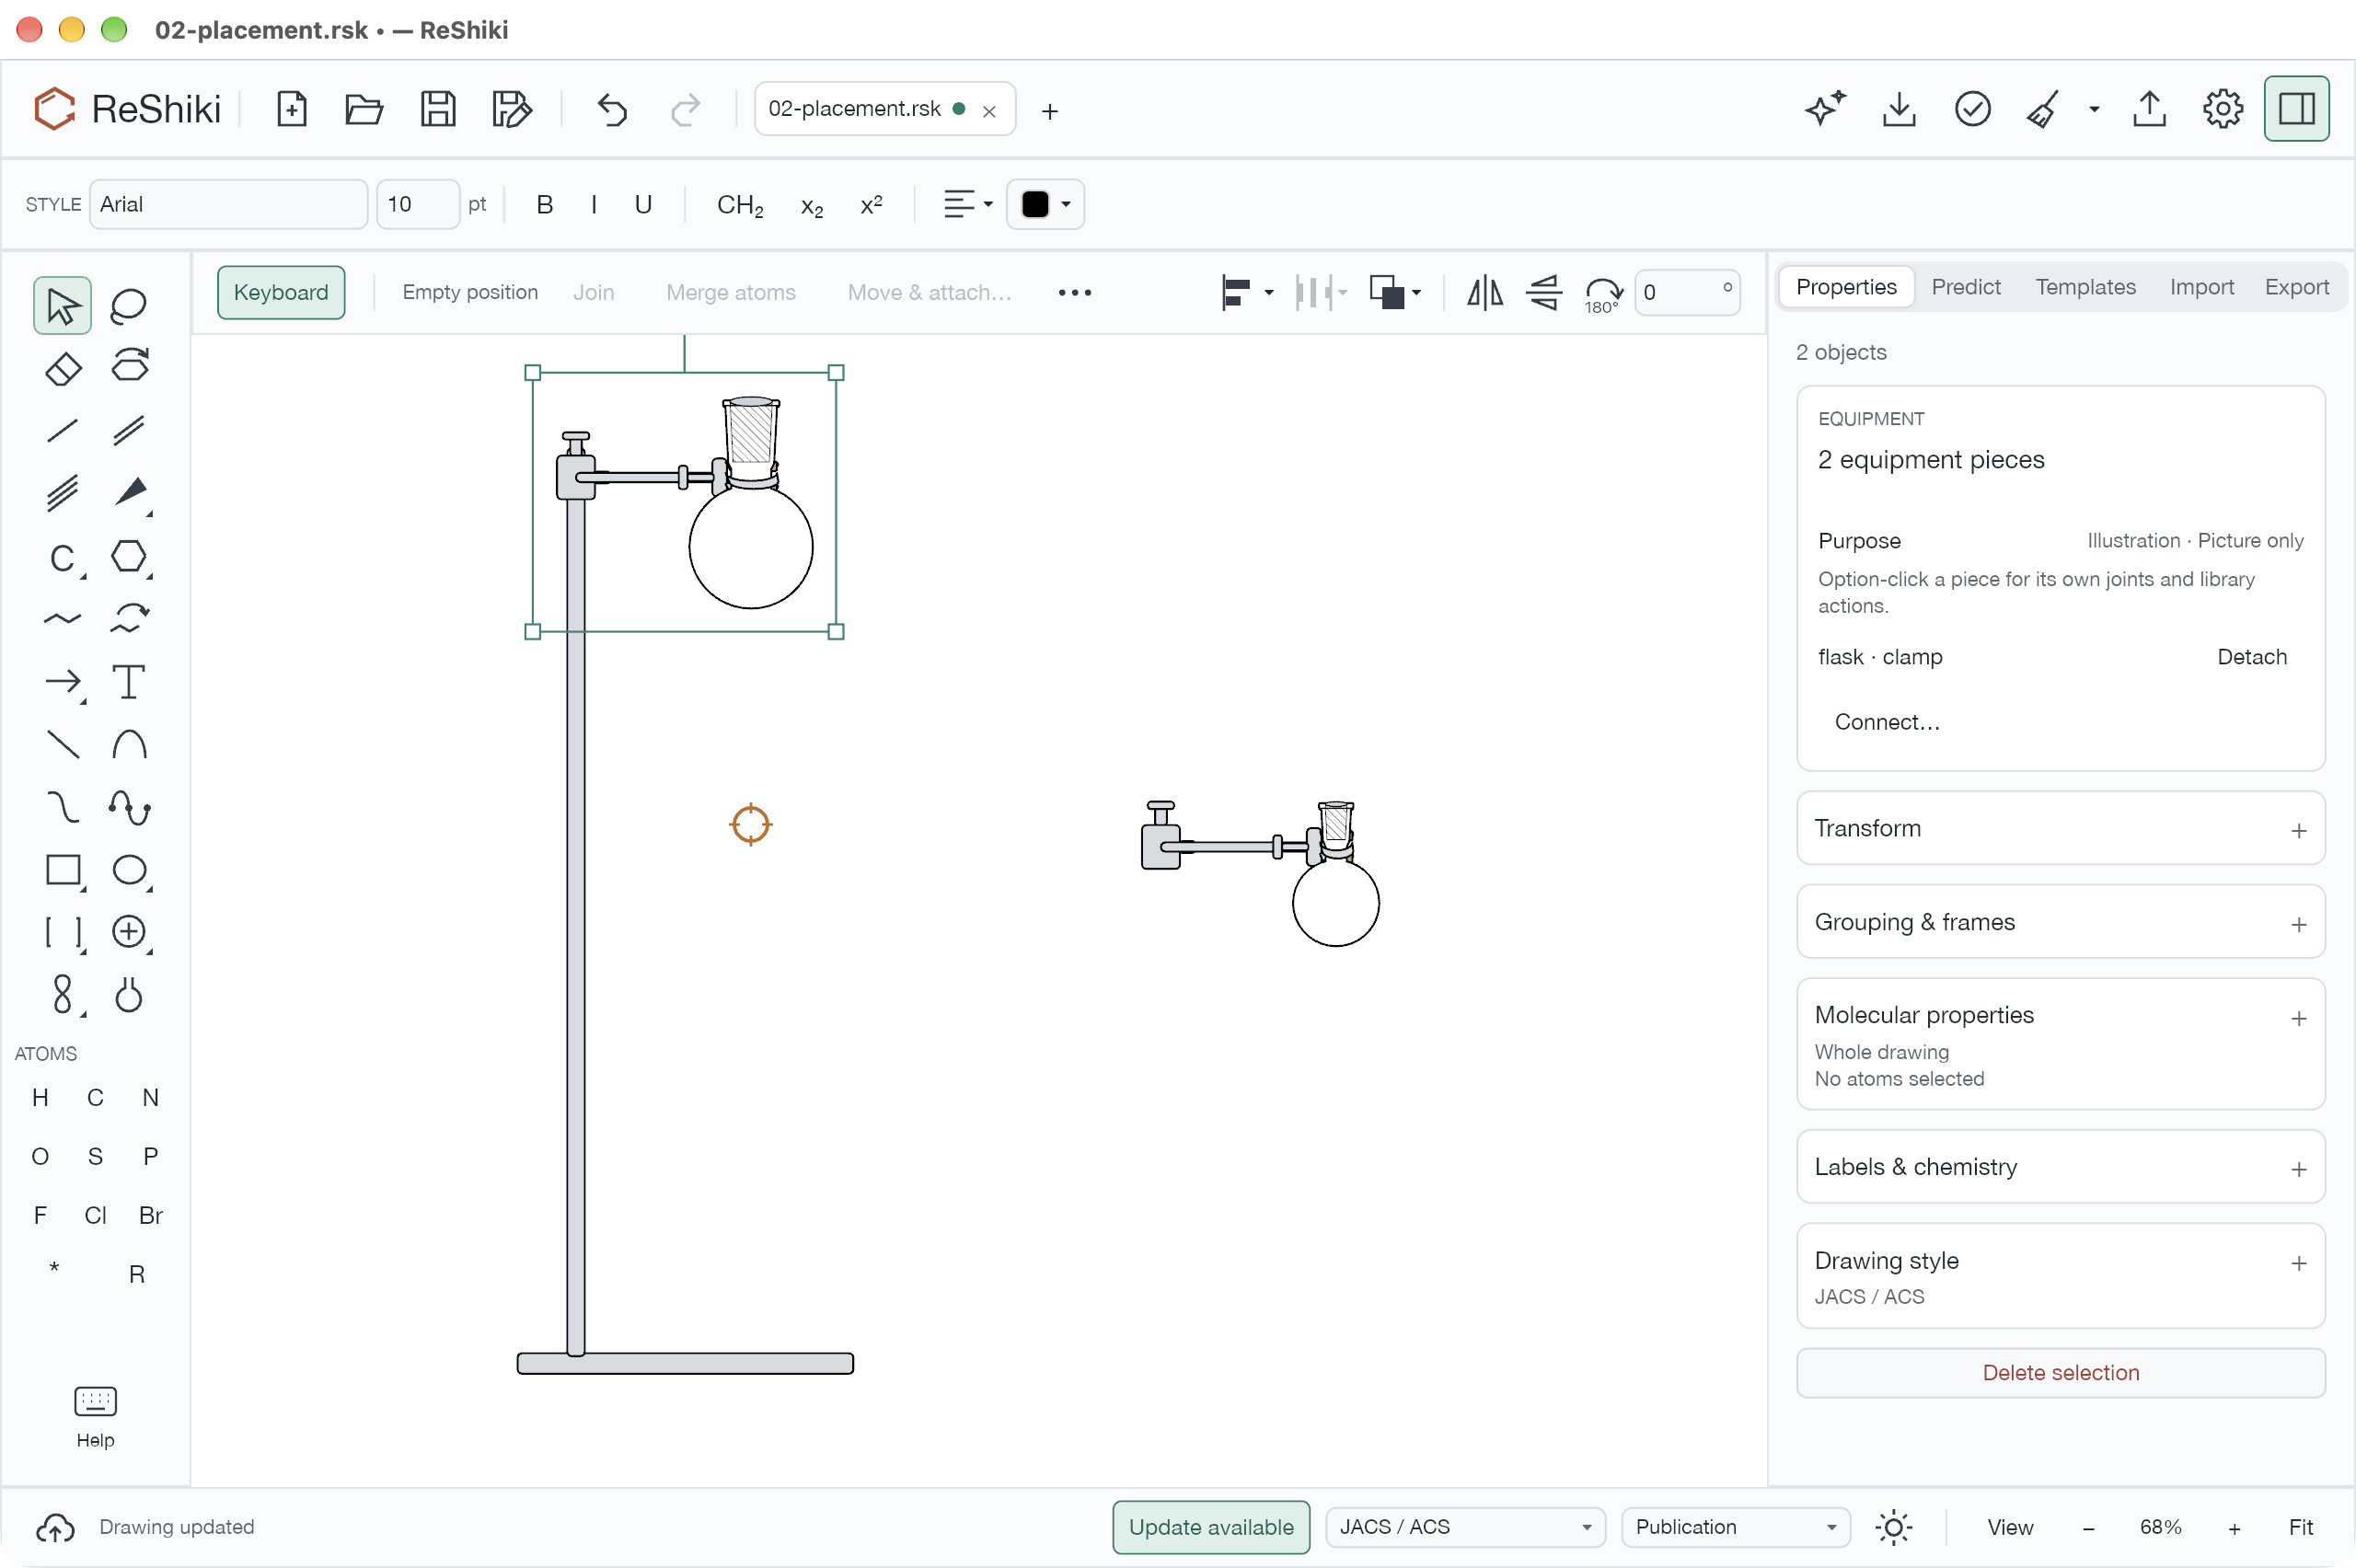 02-placement.rsk • — ReShiki
ReShiki
02-placement.rsk
STYLE Arial 10 pt B I U CH₂ x₂ x²
Keyboard Empty position Join Merge atoms Move & attach... 180° 0 °
Properties Predict Templates Import Export
2 objects
EQUIPMENT
2 equipment pieces
Purpose Illustration · Picture only
Option-click a piece for its own joints and library
actions.
flask · clamp Detach
Connect...
Transform +
Grouping & frames +
Molecular properties +
Whole drawing
No atoms selected
Labels & chemistry +
Drawing style +
JACS / ACS
Delete selection
C
T
ATOMS
H C N
O S P
F Cl Br
* R
Help
Drawing updated Update available JACS / ACS Publication View – 68% + Fit